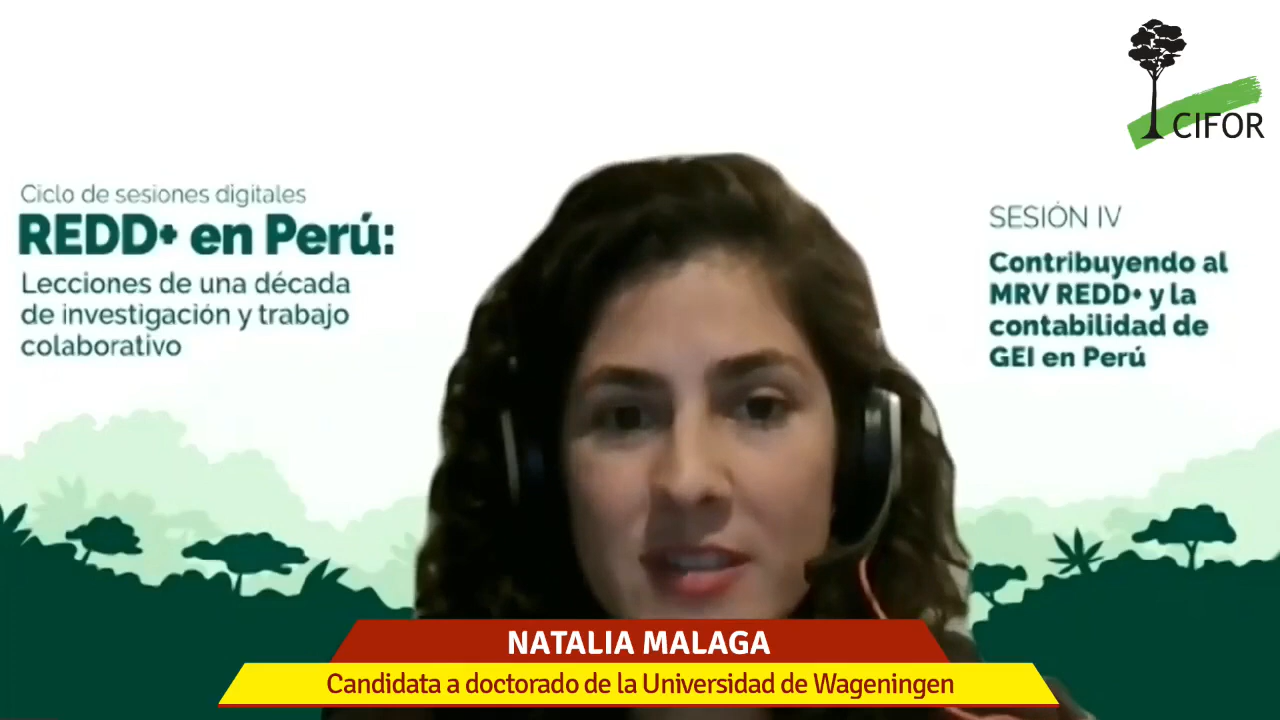 CIFOR
Ciclo de sesiones digitales
REDD+ en Perú:
Lecciones de una década
de investigación y trabajo
colaborativo
SESIÓN IV
Contribuyendo al
MRV REDD+ y la
contabilidad de
GEI en Perú
NATALIA MALAGA
Candidata a doctorado de la Universidad de Wageningen